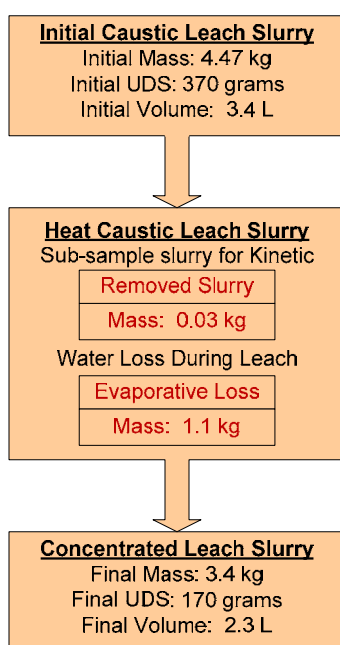 Initial Caustic Leach Slurry
Initial Mass: 4.47 kg
Initial UDS: 370 grams
Initial Volume: 3.4 L
Heat Caustic Leach Slurry
Sub-sample slurry for Kinetic
Removed Slurry
Mass: 0.03 kg
Water Loss During Leach
Evaporative Loss
Mass: 1.1 kg
Concentrated Leach Slurry
Final Mass: 3.4 kg
Final UDS: 170 grams
Final Volume: 2.3 L